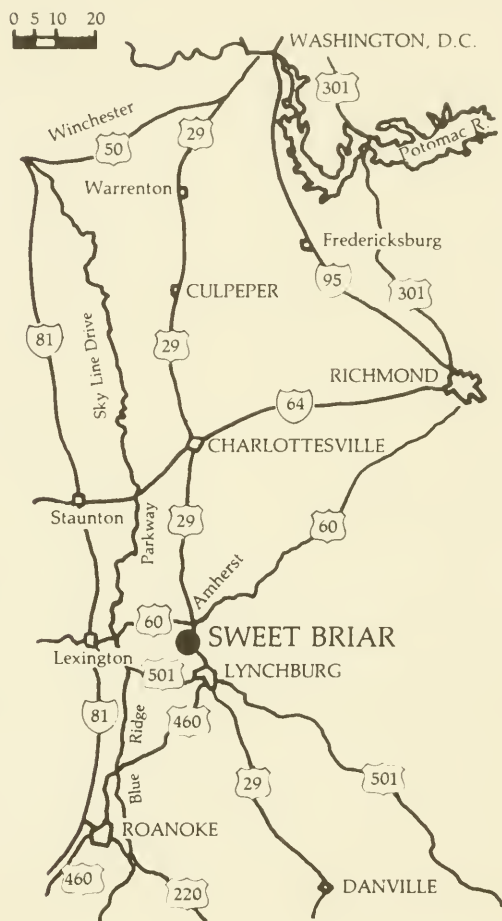 0 5 10 20
WASHINGTON, D.C.
301
Potomac R.
Winchester
50
29
Warrenton
Fredericksburg
95
CULPEPER
301
81
29
Sky Line Drive
RICHMOND
64
CHARLOTTESVILLE
Staunton
29
60
Parkway
Amherst
60
SWEET BRIAR
Lexington
LYNCHBURG
501
81
460
Ridge
29
501
Blue
ROANOKE
460
220
DANVILLE